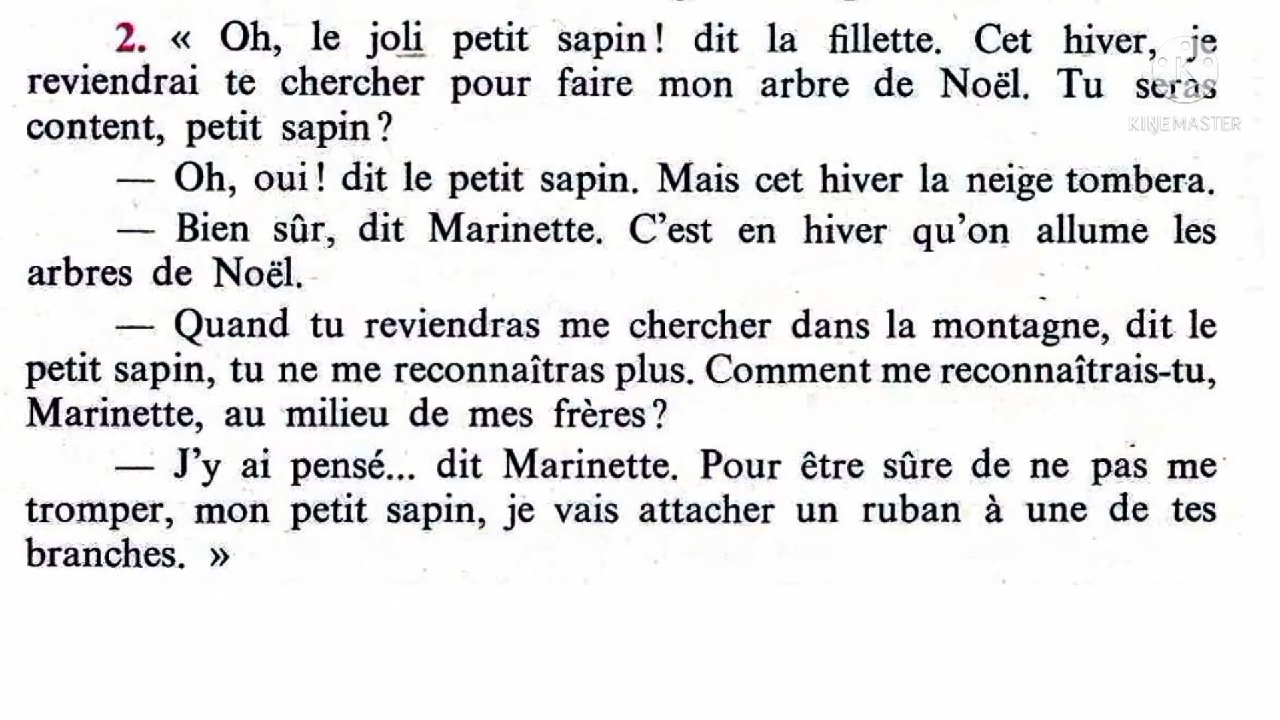 2. « Oh, le joli petit sapin ! dit la fillette. Cet hiver, je
reviendrai te chercher pour faire mon arbre de Noël. Tu seras
content, petit sapin ?
KINEMASTER
— Oh, oui ! dit le petit sapin. Mais cet hiver la neige tombera.
— Bien sûr, dit Marinette. C'est en hiver qu'on allume les
arbres de Noël.
— Quand tu reviendras me chercher dans la montagne, dit le
petit sapin, tu ne me reconnaîtras plus. Comment me reconnaîtrais-tu,
Marinette, au milieu de mes frères ?
— J'y ai pensé... dit Marinette. Pour être sûre de ne pas me
tromper, mon petit sapin, je vais attacher un ruban à une de tes
branches. »